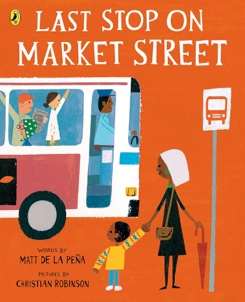 LAST STOP ON
MARKET STREET
WORDS BY
MATT DE LA PEÑA
PICTURES BY
CHRISTIAN ROBINSON